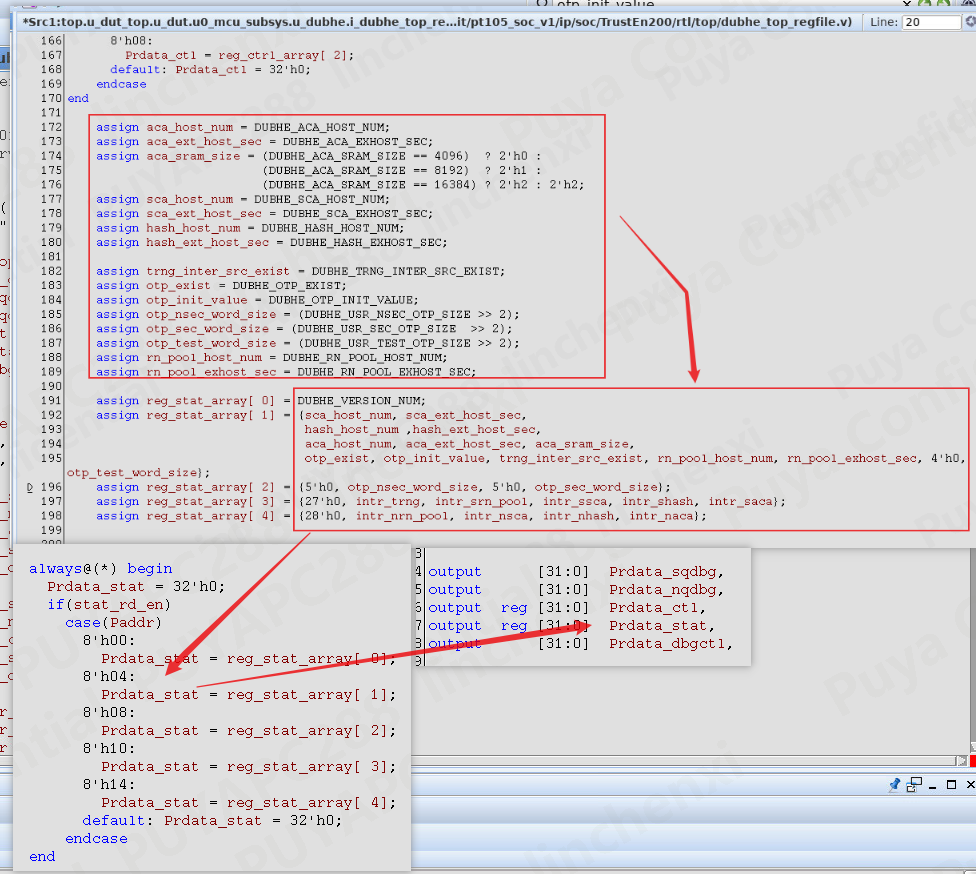 otp_init_value
*Src1:top.u_dut_top.u_dut.u0_mcu_subsys.u_dubhe.i_dubhe_top_re...it/pt105_soc_v1/ip/soc/TrustEn200/rtl/top/dubhe_top_regfile.v) Line: 20
166 8'h08:
167 Prdata_ctl = reg_ctrl_array[ 2];
168 default: Prdata_ctl = 32'h0;
169 endcase
170 end
171
172 assign aca_host_num = DUBHE_ACA_HOST_NUM;
173 assign aca_ext_host_sec = DUBHE_ACA_EXHOST_SEC;
174 assign aca_sram_size = (DUBHE_ACA_SRAM_SIZE == 4096) ? 2'h0 :
175 (DUBHE_ACA_SRAM_SIZE == 8192) ? 2'h1 :
176 (DUBHE_ACA_SRAM_SIZE == 16384) ? 2'h2 : 2'h2;
177 assign sca_host_num = DUBHE_SCA_HOST_NUM;
178 assign sca_ext_host_sec = DUBHE_SCA_EXHOST_SEC;
179 assign hash_host_num = DUBHE_HASH_HOST_NUM;
180 assign hash_ext_host_sec = DUBHE_HASH_EXHOST_SEC;
181
182 assign trng_inter_src_exist = DUBHE_TRNG_INTER_SRC_EXIST;
183 assign otp_exist = DUBHE_OTP_EXIST;
184 assign otp_init_value = DUBHE_OTP_INIT_VALUE;
185 assign otp_nsec_word_size = (DUBHE_USR_NSEC_OTP_SIZE >> 2);
186 assign otp_sec_word_size = (DUBHE_USR_SEC_OTP_SIZE >> 2);
187 assign otp_test_word_size = (DUBHE_USR_TEST_OTP_SIZE >> 2);
188 assign rn_pool_host_num = DUBHE_RN_POOL_HOST_NUM;
189 assign rn_pool_exhost_sec = DUBHE_RN_POOL_EXHOST_SEC;
190
191 assign reg_stat_array[ 0] = DUBHE_VERSION_NUM;
192 assign reg_stat_array[ 1] = {sca_host_num, sca_ext_host_sec,
193 hash_host_num ,hash_ext_host_sec,
194 aca_host_num, aca_ext_host_sec, aca_sram_size,
195 otp_exist, otp_init_value, trng_inter_src_exist, rn_pool_host_num, rn_pool_exhost_sec, 4'h0,
otp_test_word_size};
D 196 assign reg_stat_array[ 2] = {5'h0, otp_nsec_word_size, 5'h0, otp_sec_word_size};
197 assign reg_stat_array[ 3] = {27'h0, intr_trng, intr_srn_pool, intr_ssca, intr_shash, intr_saca};
198 assign reg_stat_array[ 4] = {28'h0, intr_nrn_pool, intr_nsca, intr_nhash, intr_naca};
199
always@(*) begin
Prdata_stat = 32'h0;
if(stat_rd_en)
case(Paddr)
8'h00:
Prdata_stat = reg_stat_array[ 0];
8'h04:
Prdata_stat = reg_stat_array[ 1];
8'h08:
Prdata_stat = reg_stat_array[ 2];
8'h10:
Prdata_stat = reg_stat_array[ 3];
8'h14:
Prdata_stat = reg_stat_array[ 4];
default: Prdata_stat = 32'h0;
endcase
end
3
4 output [31:0] Prdata_sqdbg,
5 output [31:0] Prdata_nqdbg,
6 output reg [31:0] Prdata_ctl,
7 output reg [31:0] Prdata_stat,
8 output [31:0] Prdata_dbgctl,
9